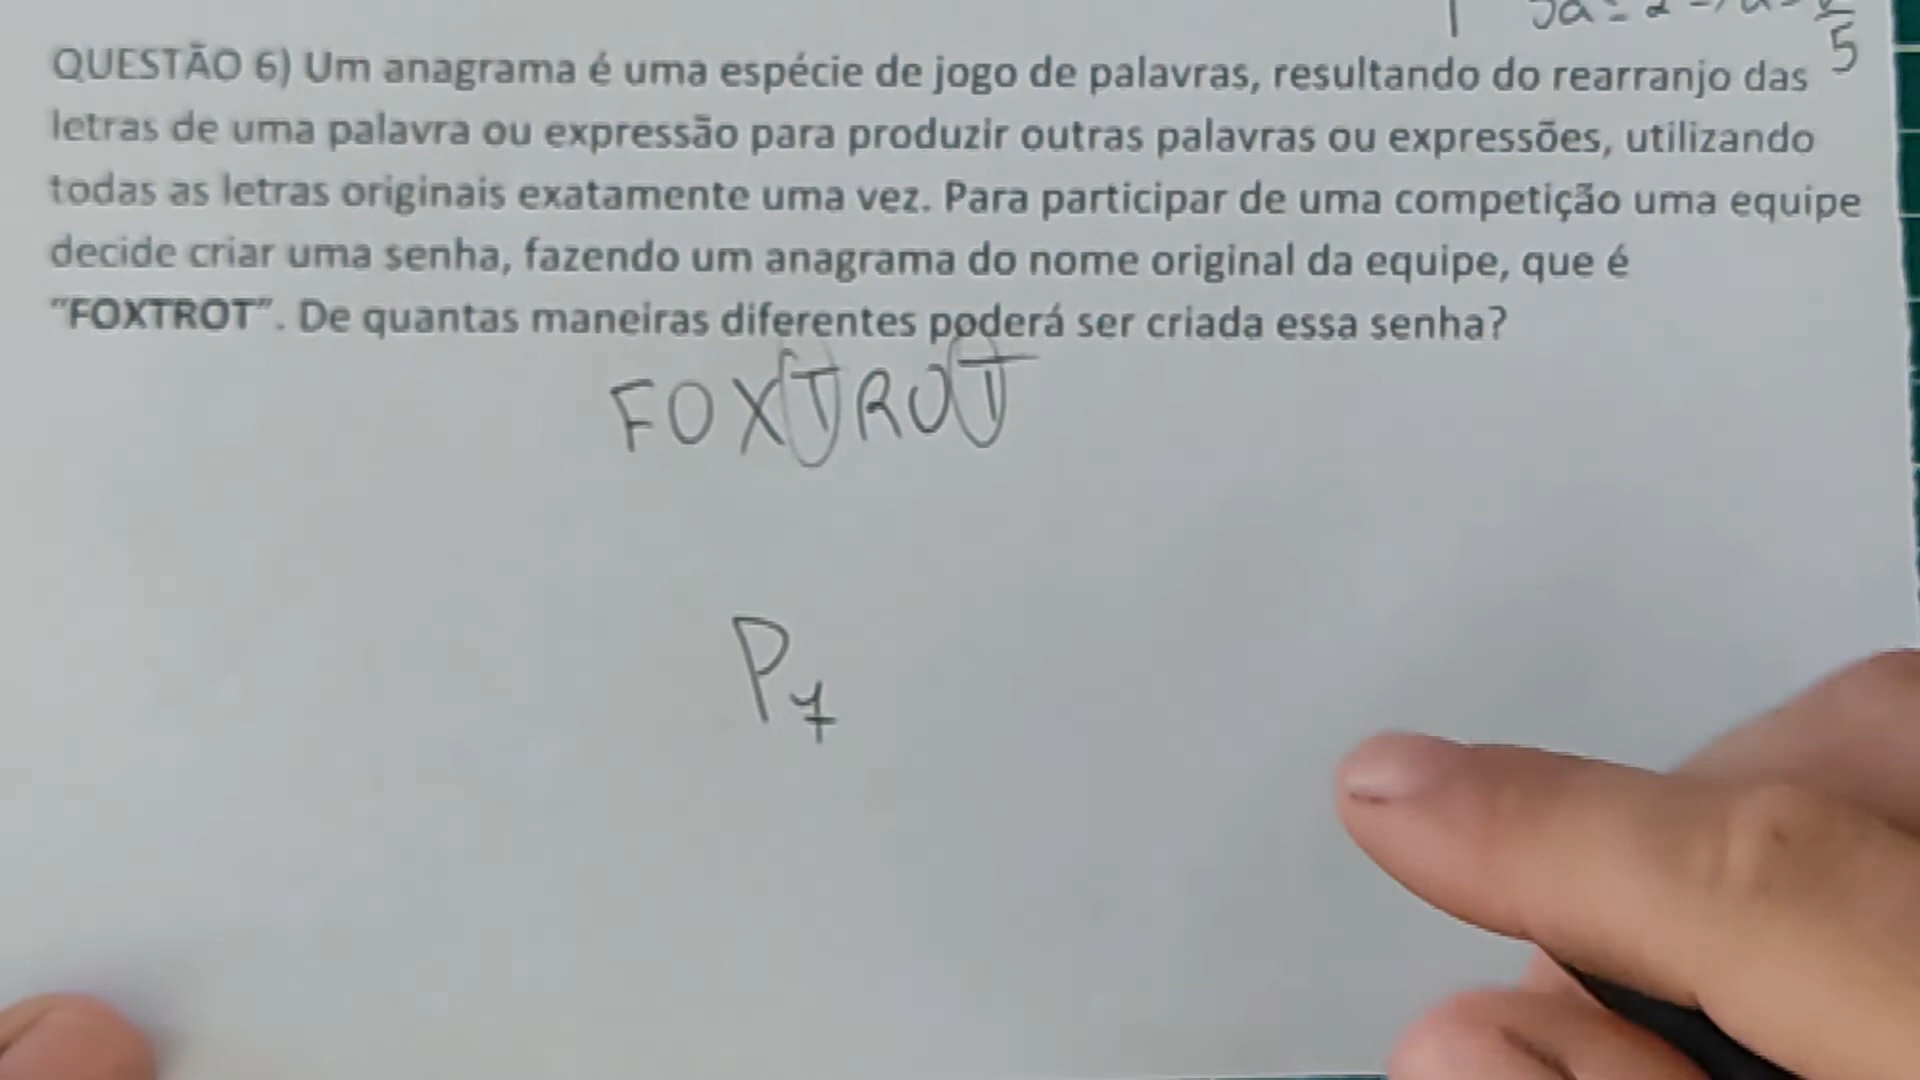 5a = 2 →
5
QUESTÃO 6) Um anagrama é uma espécie de jogo de palavras, resultando do rearranjo das
letras de uma palavra ou expressão para produzir outras palavras ou expressões, utilizando
todas as letras originais exatamente uma vez. Para participar de uma competição uma equipe
decide criar uma senha, fazendo um anagrama do nome original da equipe, que é
"FOXTROT". De quantas maneiras diferentes poderá ser criada essa senha?
FOXTROT
P7